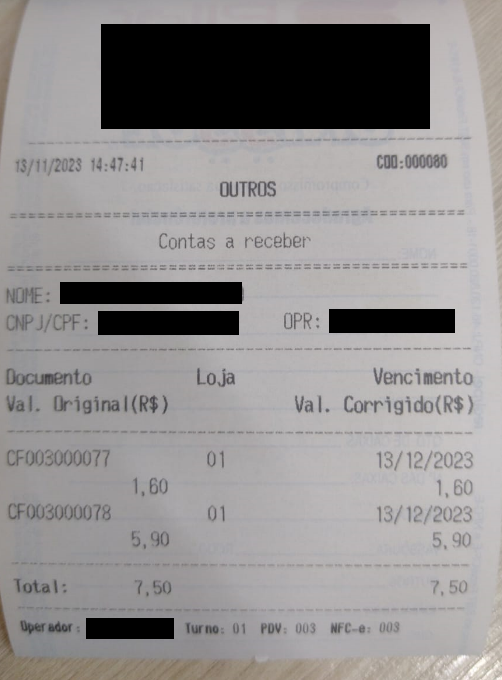 13/11/2023 14:47:41 COO:000080
OUTROS
Contas a receber
NOME:
CNPJ/CPF: OPR:
Documento Loja Vencimento
Val. Original(R$) Val. Corrigido(R$)
CF003000077 01 13/12/2023
1,60 1,60
CF003000078 01 13/12/2023
5,90 5,90
Total: 7,50 7,50
Operador: Turno: 01 PDV: 003 NFC-e: 003